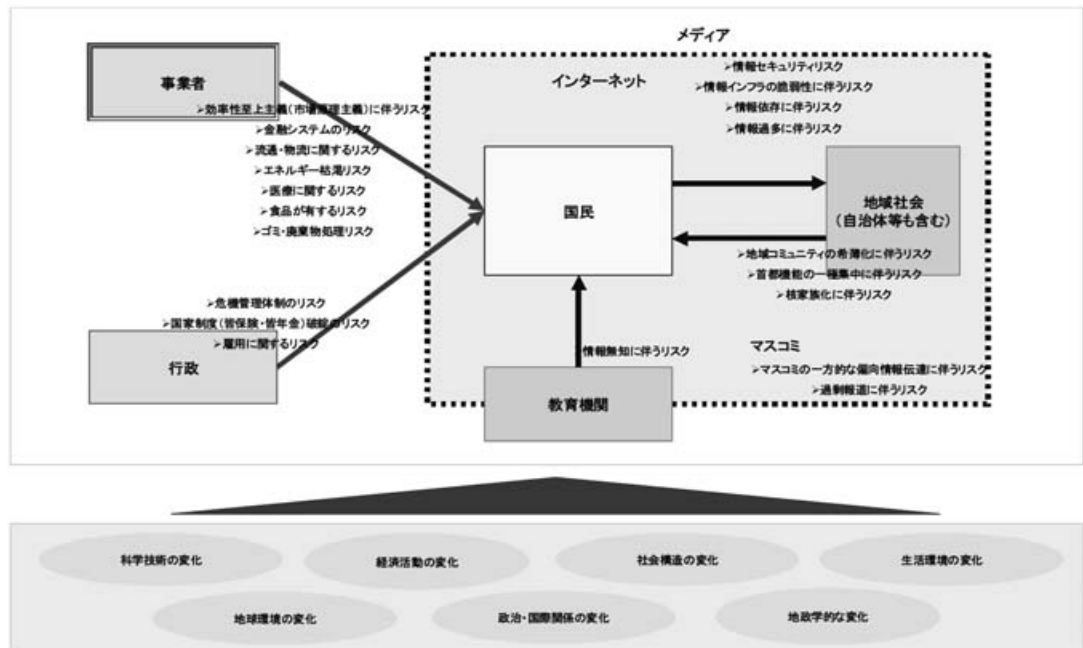 メディア
事業者
インターネット
➢情報セキュリティリスク
➢情報インフラの脆弱性に伴うリスク
➢情報依存に伴うリスク
➢情報過多に伴うリスク
➢効率性至上主義(市場原理主義)に伴うリスク
➢金融システムのリスク
➢流通・物流に関するリスク
➢エネルギー枯渇リスク
➢医療に関するリスク
➢食品が有するリスク
➢ゴミ・廃棄物処理リスク
国民
地域社会
(自治体等も含む)
➢地域コミュニティの希薄化に伴うリスク
➢首都機能の一極集中に伴うリスク
➢核家族化に伴うリスク
➢危機管理体制のリスク
➢国家制度(皆保険・皆年金)破綻のリスク
➢雇用に関するリスク
行政
情報無知に伴うリスク
マスコミ
➢マスコミの一方的な偏向情報伝達に伴うリスク
➢過剰報道に伴うリスク
教育機関
科学技術の変化
経済活動の変化
社会構造の変化
生活環境の変化
地球環境の変化
政治・国際関係の変化
地政学的な変化